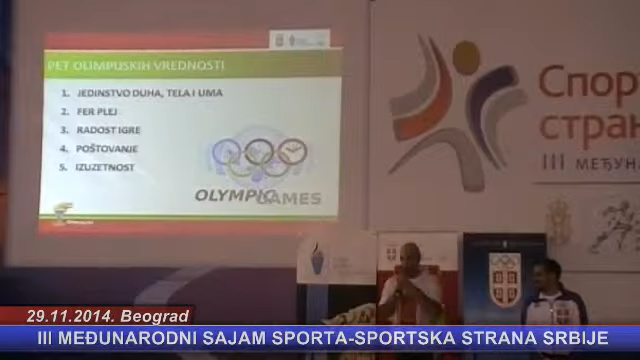 PET OLIMPIJSKIH VREDNOSTI
1. JEDINSTVO DUHA, TELA I UMA
2. FER PLEJ
3. RADOST IGRE
4. POŠTOVANJE
5. IZUZETNOST
OLYMPIC GAMES
Спор
стран
III МЕЂУНА
29.11.2014. Beograd
III MEĐUNARODNI SAJAM SPORTA-SPORTSKA STRANA SRBIJE